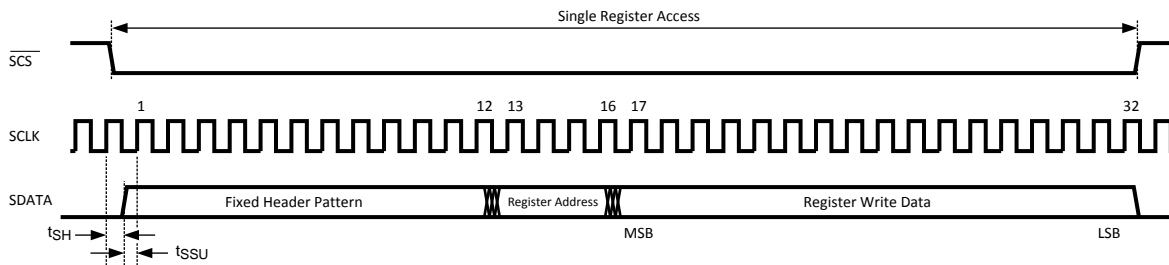 Single Register Access
SCS
1 12 13 16 17 32
SCLK
SDATA Fixed Header Pattern Register Address Register Write Data
tSH MSB LSB
tSSU